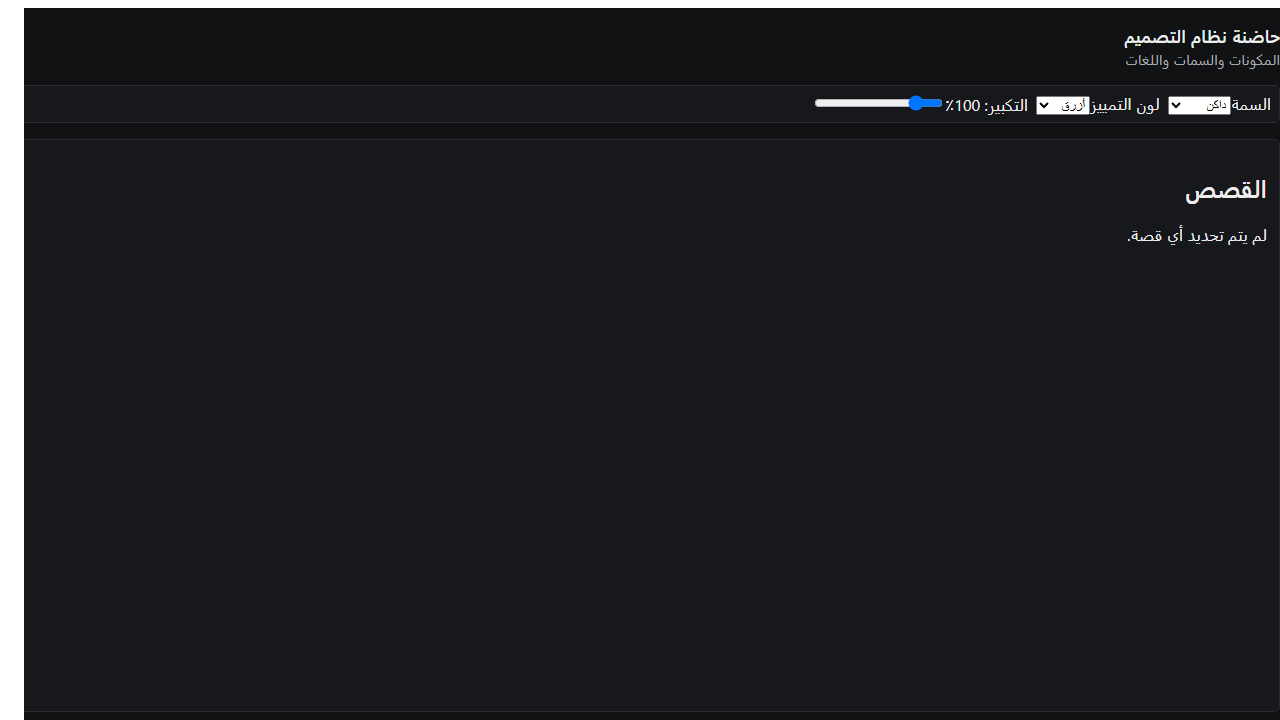 حاضنة نظام التصميم
المكونات والسمات واللغات
السمة داكن لون التمييز أزرق التكبير: 100٪
القصص
لم يتم تحديد أي قصة.